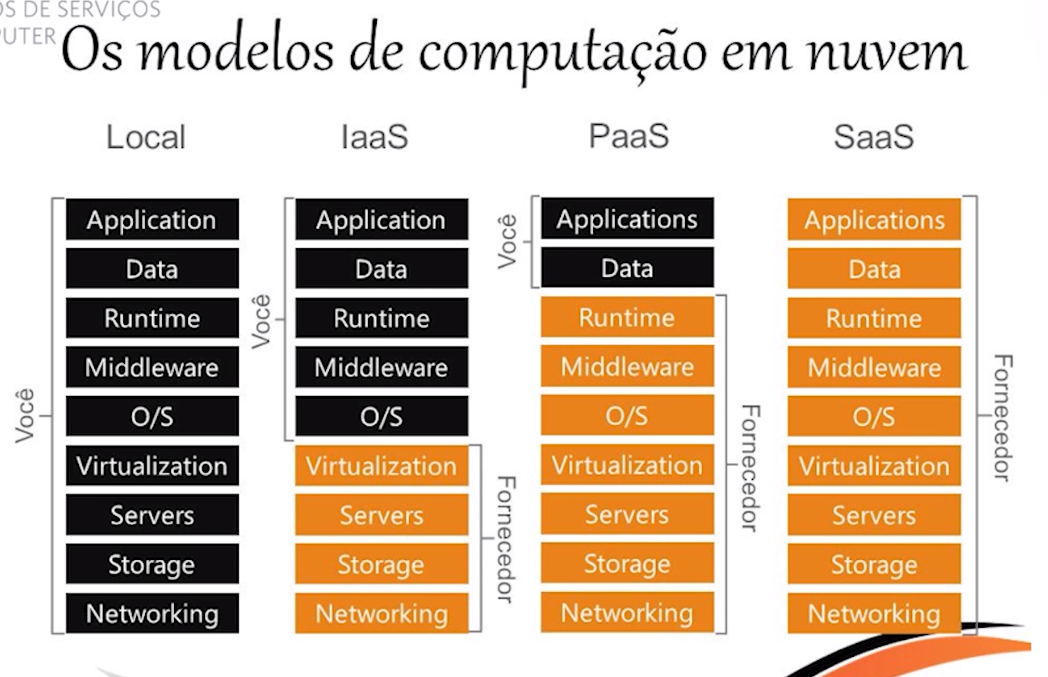 OS DE SERVIÇOS
PUTER
Os modelos de computação em nuvem
Local
Você
Application
Data
Runtime
Middleware
O/S
Virtualization
Servers
Storage
Networking
IaaS
Você
Application
Data
Runtime
Middleware
O/S
Virtualization
Servers
Storage
Networking
Fornecedor
PaaS
Você
Applications
Data
Runtime
Middleware
O/S
Virtualization
Servers
Storage
Networking
Fornecedor
SaaS
Applications
Data
Runtime
Middleware
O/S
Virtualization
Servers
Storage
Networking
Fornecedor